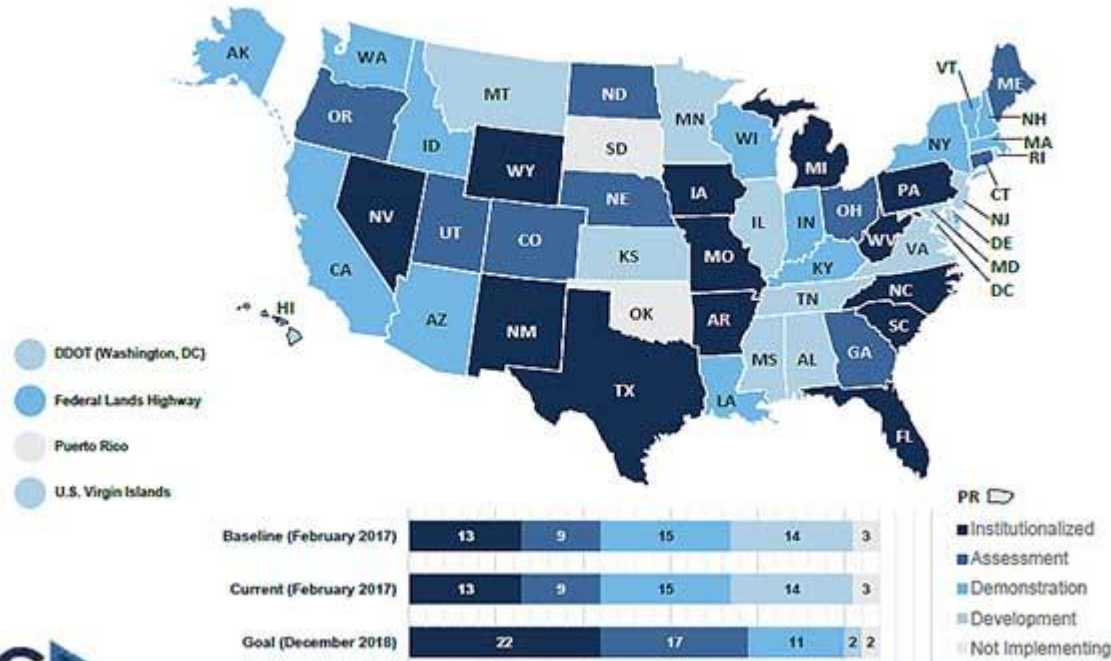 AK
WA
MT
ND
MN
VT
ME
OR
ID
SD
WI
NY
NH
MA
RI
WY
MI
CT
NV
NE
IA
PA
NJ
UT
CO
IL
IN
OH
DE
CA
KS
MO
WV
VA
MD
KY
DC
HI
AZ
NM
OK
AR
TN
NC
SC
TX
MS
AL
GA
LA
FL
DDOT (Washington, DC)
Federal Lands Highway
Puerto Rico
U.S. Virgin Islands
PR
Institutionalized
Assessment
Demonstration
Development
Not Implementing
Baseline (February 2017) 13 9 15 14 3
Current (February 2017) 13 9 15 14 3
Goal (December 2018) 22 17 11 2 2